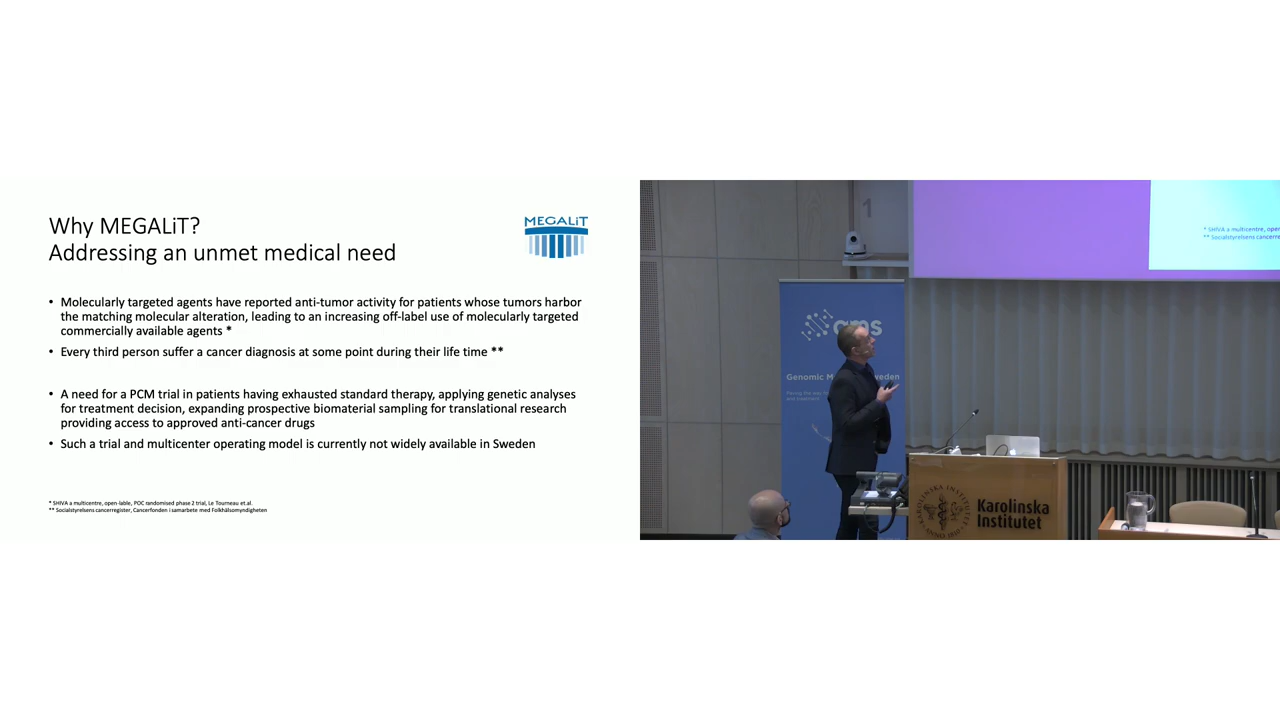 Why MEGALiT?
Addressing an unmet medical need
MEGALiT
• Molecularly targeted agents have reported anti-tumor activity for patients whose tumors harbor
the matching molecular alteration, leading to an increasing off-label use of molecularly targeted
commercially available agents *
• Every third person suffer a cancer diagnosis at some point during their life time **
• A need for a PCM trial in patients having exhausted standard therapy, applying genetic analyses
for treatment decision, expanding prospective biomaterial sampling for translational research
providing access to approved anti-cancer drugs
• Such a trial and multicenter operating model is currently not widely available in Sweden
* SHIVA a multicentre, open-lable, POC randomised phase 2 trial, Le Tourneau et.al.
** Socialstyrelsens cancerregister, Cancerfonden i samarbete med Folkhälsomyndigheten
* SHIVA a multicentre, open
** Socialstyrelsens cancerre
gms
Genomic M weden
Karolinska
Institutet